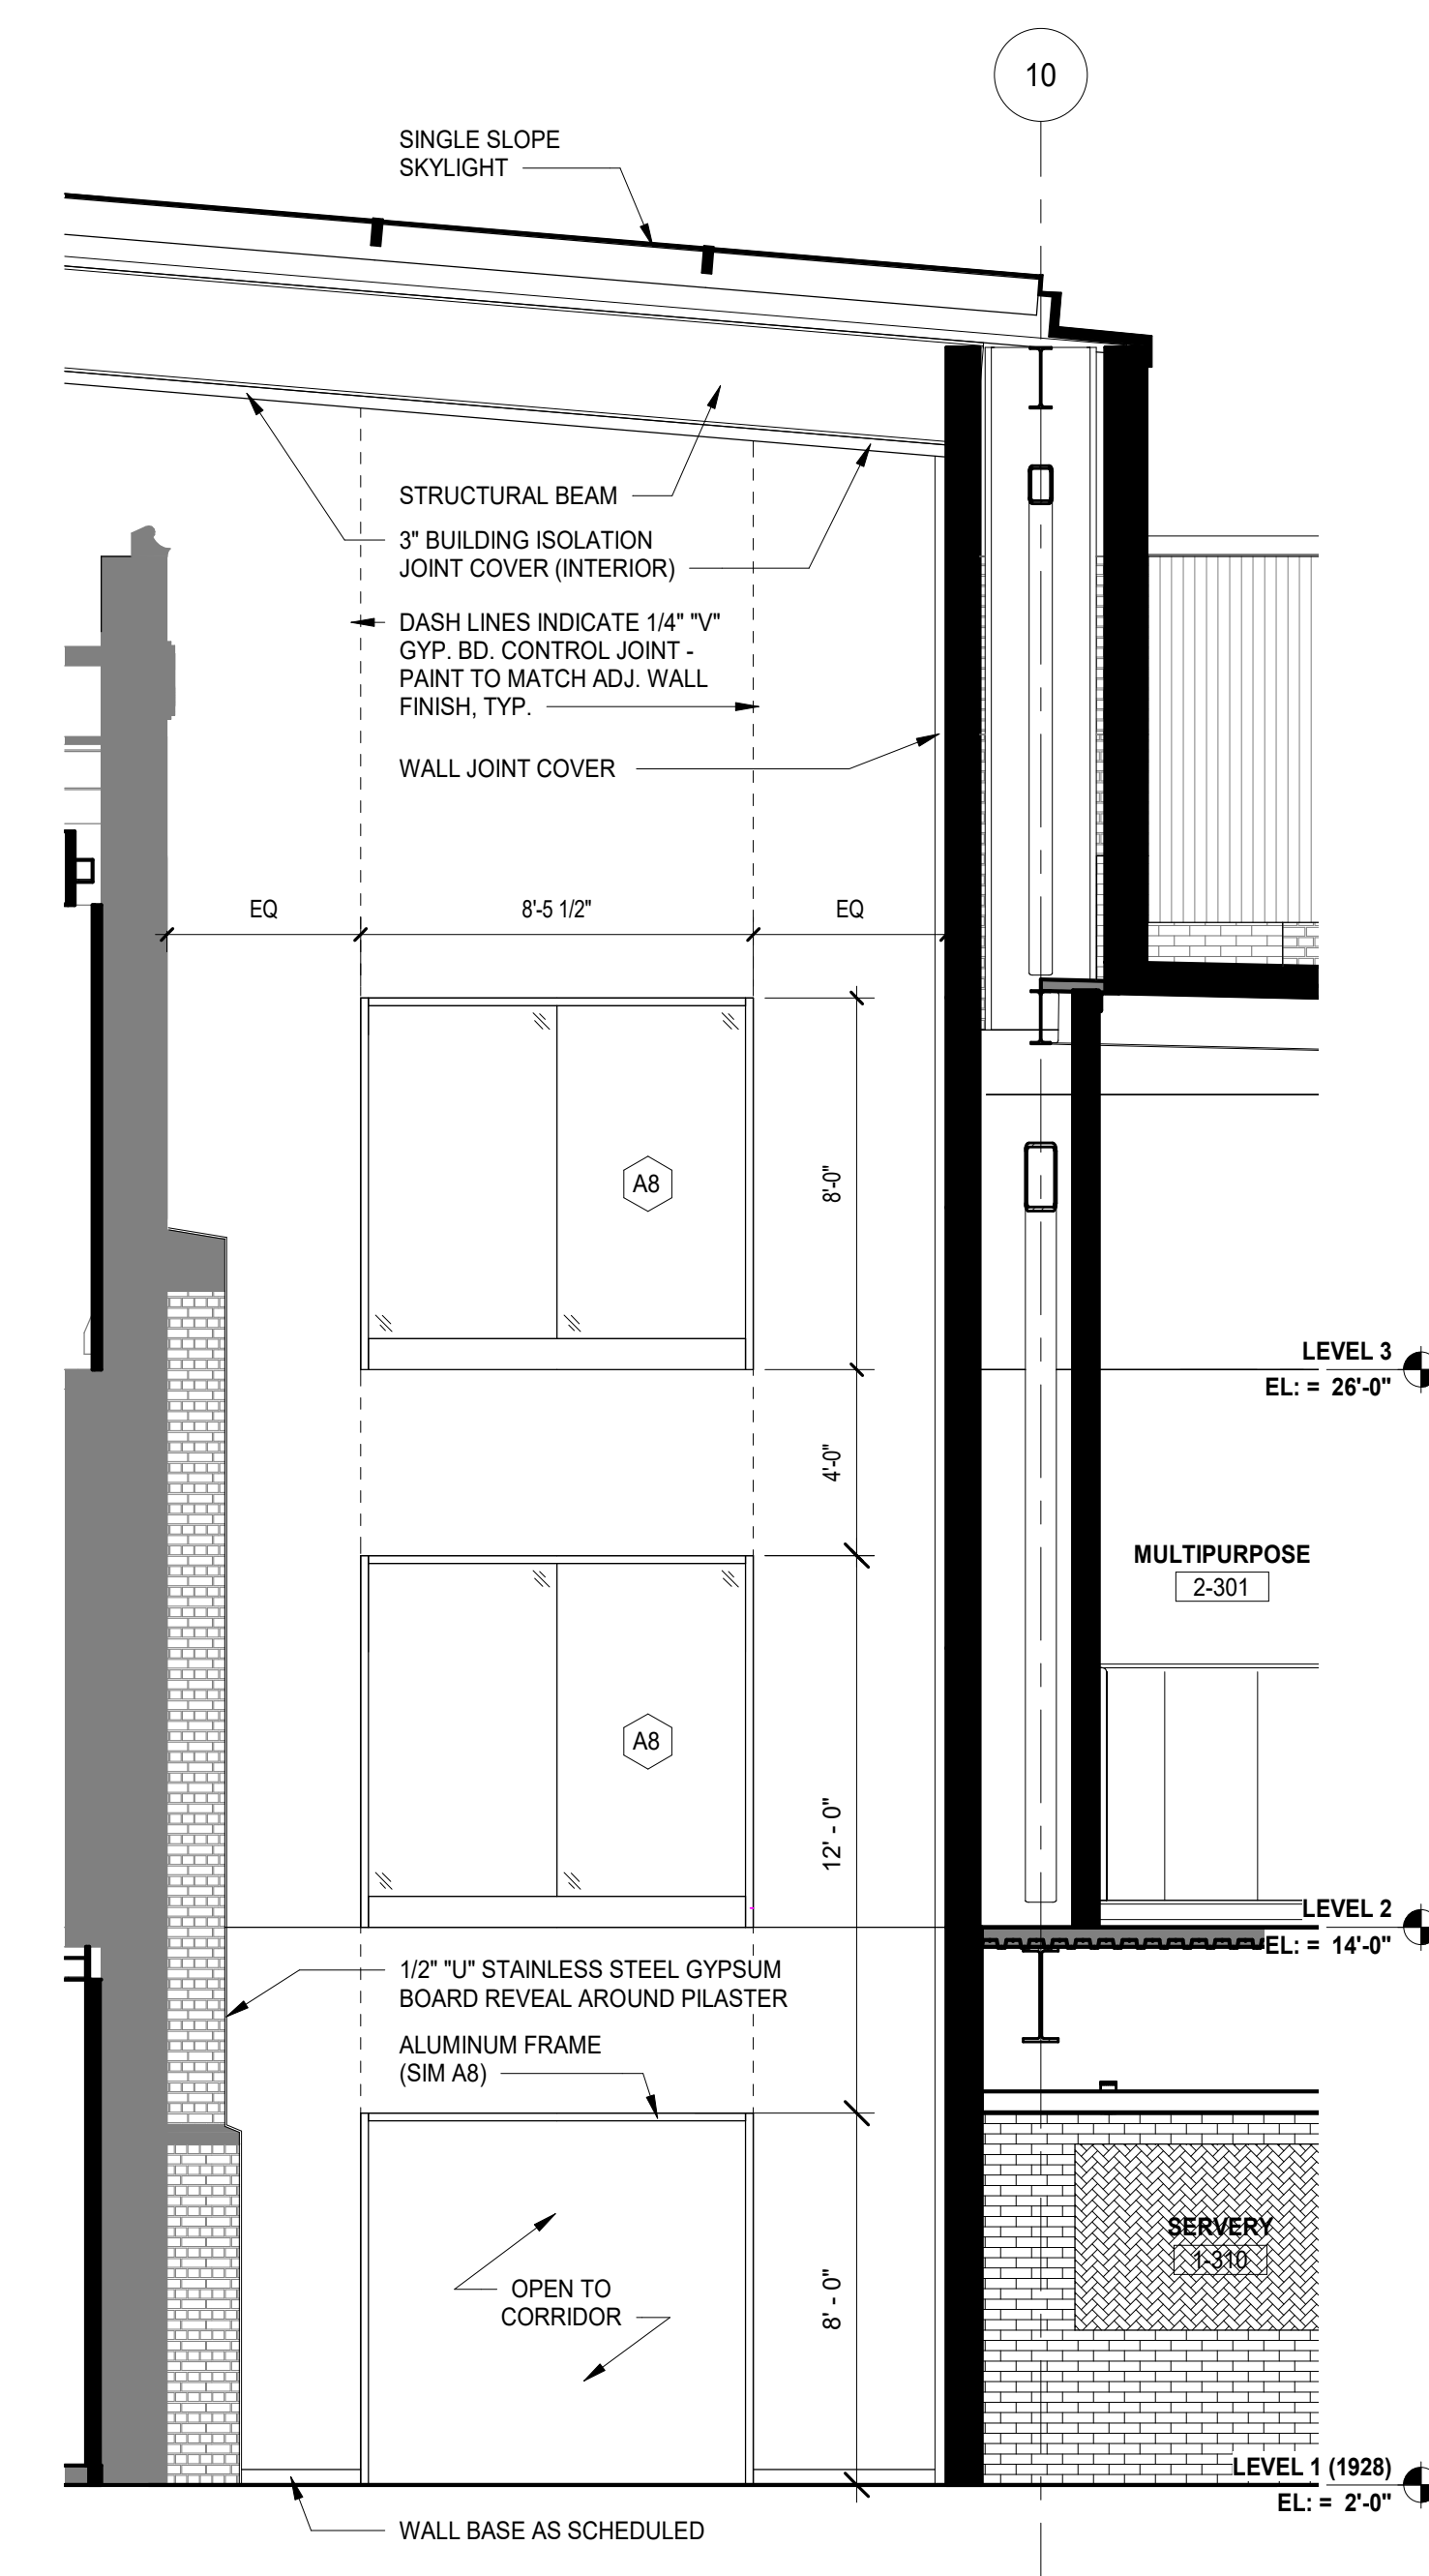 10
SINGLE SLOPE
SKYLIGHT
STRUCTURAL BEAM
3" BUILDING ISOLATION
JOINT COVER (INTERIOR)
DASH LINES INDICATE 1/4" "V"
GYP. BD. CONTROL JOINT -
PAINT TO MATCH ADJ. WALL
FINISH, TYP.
WALL JOINT COVER
EQ
8'-5 1/2"
EQ
A8
8'-0"
LEVEL 3
EL: = 26'-0"
4'-0"
MULTIPURPOSE
2-301
A8
12' - 0"
LEVEL 2
EL: = 14'-0"
1/2" "U" STAINLESS STEEL GYPSUM
BOARD REVEAL AROUND PILASTER
ALUMINUM FRAME
(SIM A8)
SERVERY
1-310
OPEN TO
CORRIDOR
8' - 0"
LEVEL 1 (1928)
EL: = 2'-0"
WALL BASE AS SCHEDULED